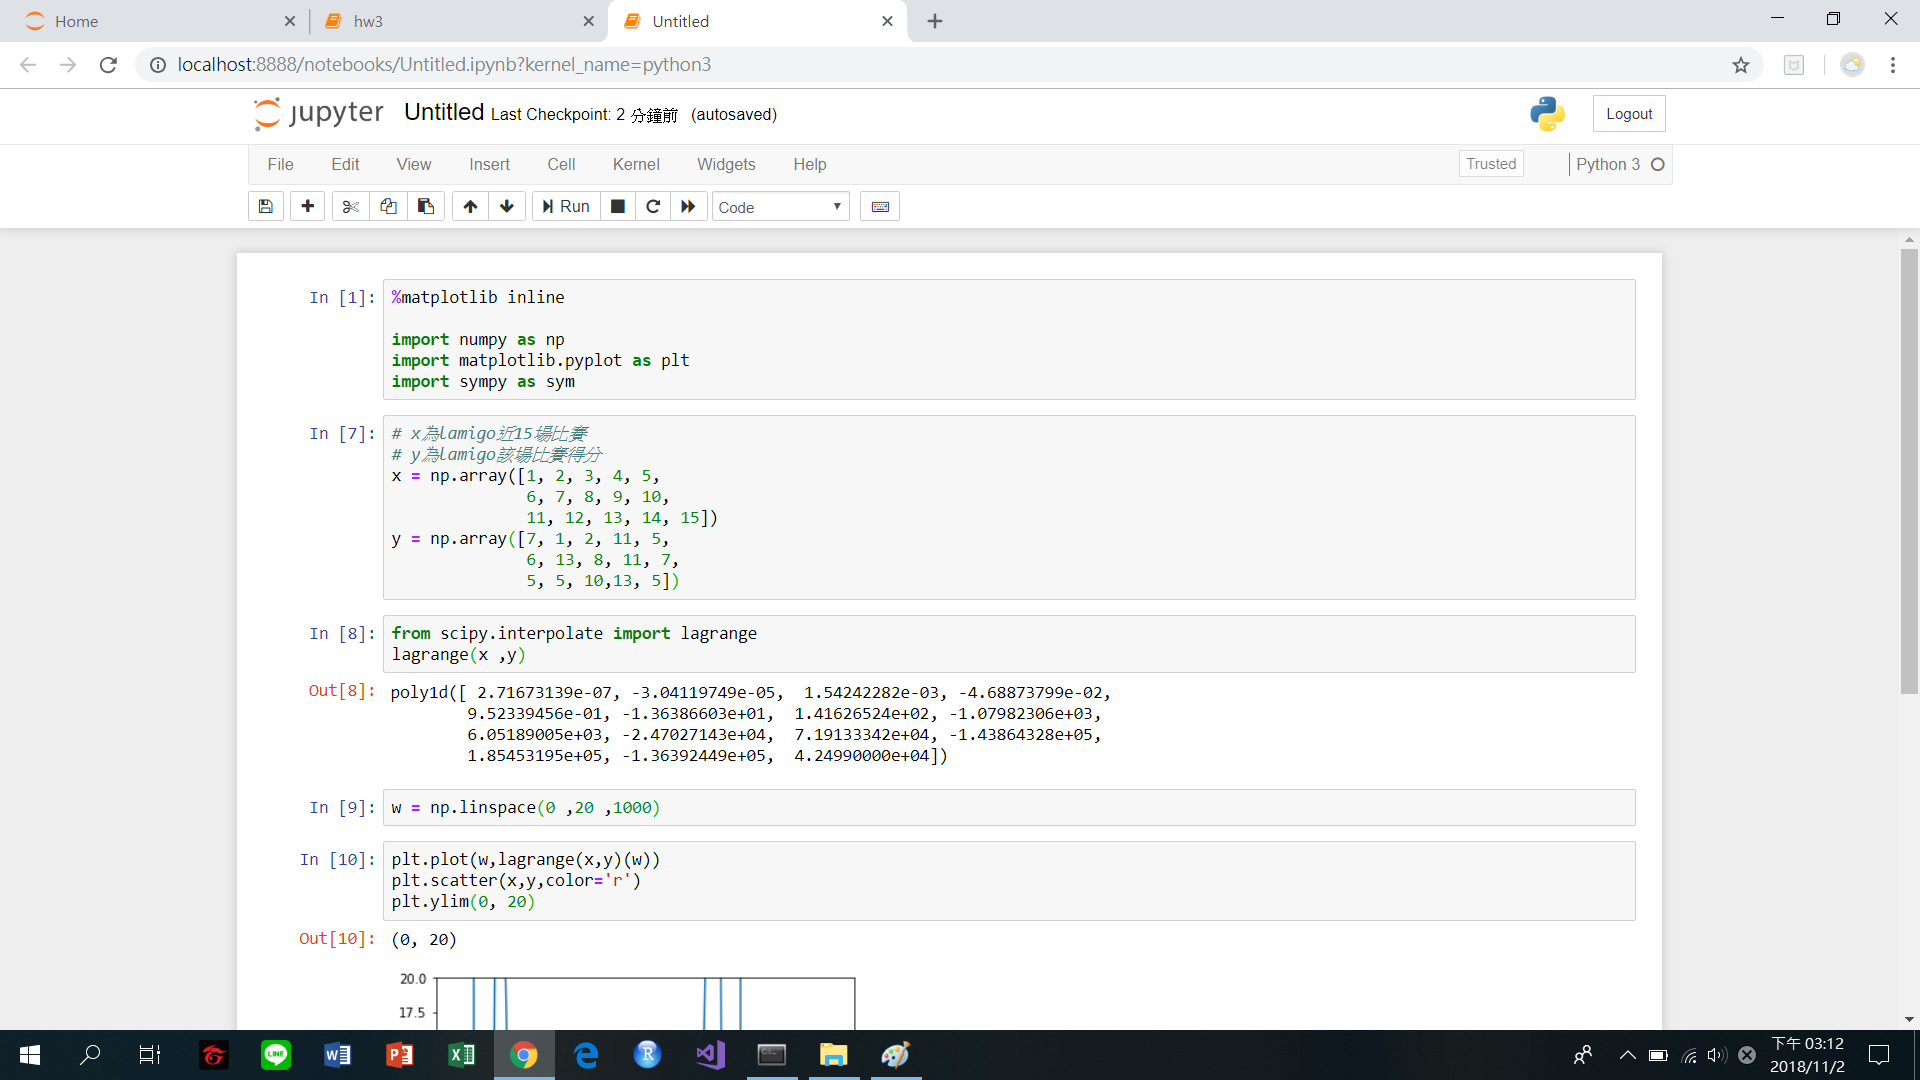 Home
hw3
Untitled
localhost:8888/notebooks/Untitled.ipynb?kernel_name=python3
jupyter Untitled Last Checkpoint: 2 分鐘前 (autosaved)
Logout
File Edit View Insert Cell Kernel Widgets Help
Trusted
Python 3
Run
Code
In [1]: %matplotlib inline
import numpy as np
import matplotlib.pyplot as plt
import sympy as sym
In [7]: # x為lamigo近15場比賽
# y為lamigo該場比賽得分
x = np.array([1, 2, 3, 4, 5,
6, 7, 8, 9, 10,
11, 12, 13, 14, 15])
y = np.array([7, 1, 2, 11, 5,
6, 13, 8, 11, 7,
5, 5, 10,13, 5])
In [8]: from scipy.interpolate import lagrange
lagrange(x ,y)
Out[8]: poly1d([ 2.71673139e-07, -3.04119749e-05,  1.54242282e-03, -4.68873799e-02,
9.52339456e-01, -1.36386603e+01,  1.41626524e+02, -1.07982306e+03,
6.05189005e+03, -2.47027143e+04,  7.19133342e+04, -1.43864328e+05,
1.85453195e+05, -1.36392449e+05,  4.24990000e+04])
In [9]: w = np.linspace(0 ,20 ,1000)
In [10]: plt.plot(w,lagrange(x,y)(w))
plt.scatter(x,y,color='r')
plt.ylim(0, 20)
Out[10]: (0, 20)
20.0
17.5
下午 03:12
2018/11/2